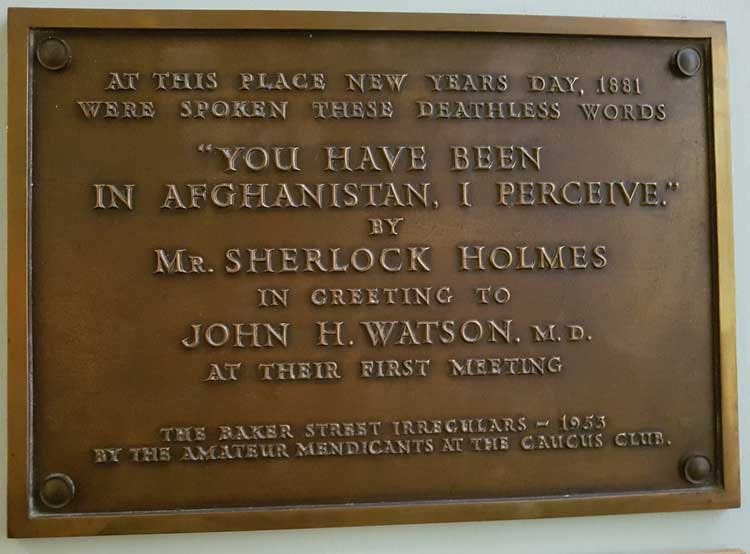 AT THIS PLACE NEW YEARS DAY, 1881
WERE SPOKEN THESE DEATHLESS WORDS
“YOU HAVE BEEN
IN AFGHANISTAN, I PERCEIVE.”
BY
MR. SHERLOCK HOLMES
IN GREETING TO
JOHN H. WATSON, M.D.
AT THEIR FIRST MEETING
THE BAKER STREET IRREGULARS – 1953
BY THE AMATEUR MENDICANTS AT THE CAUCUS CLUB.